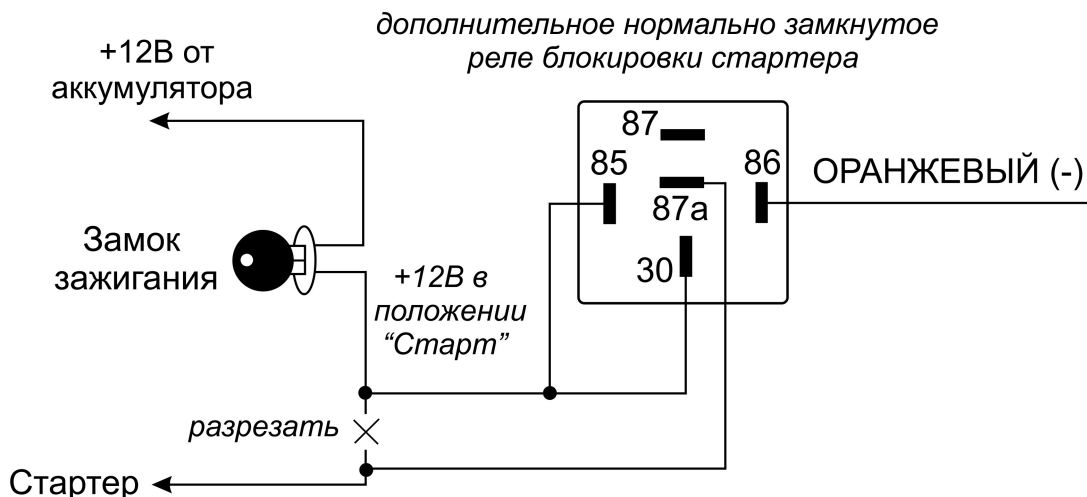 дополнительное нормально замкнутое
реле блокировки стартера
+12В от
аккумулятора
87
85
86
ОРАНЖЕВЫЙ (-)
87а
30
Замок
зажигания
+12В в
положении
“Старт”
разрезать
Стартер